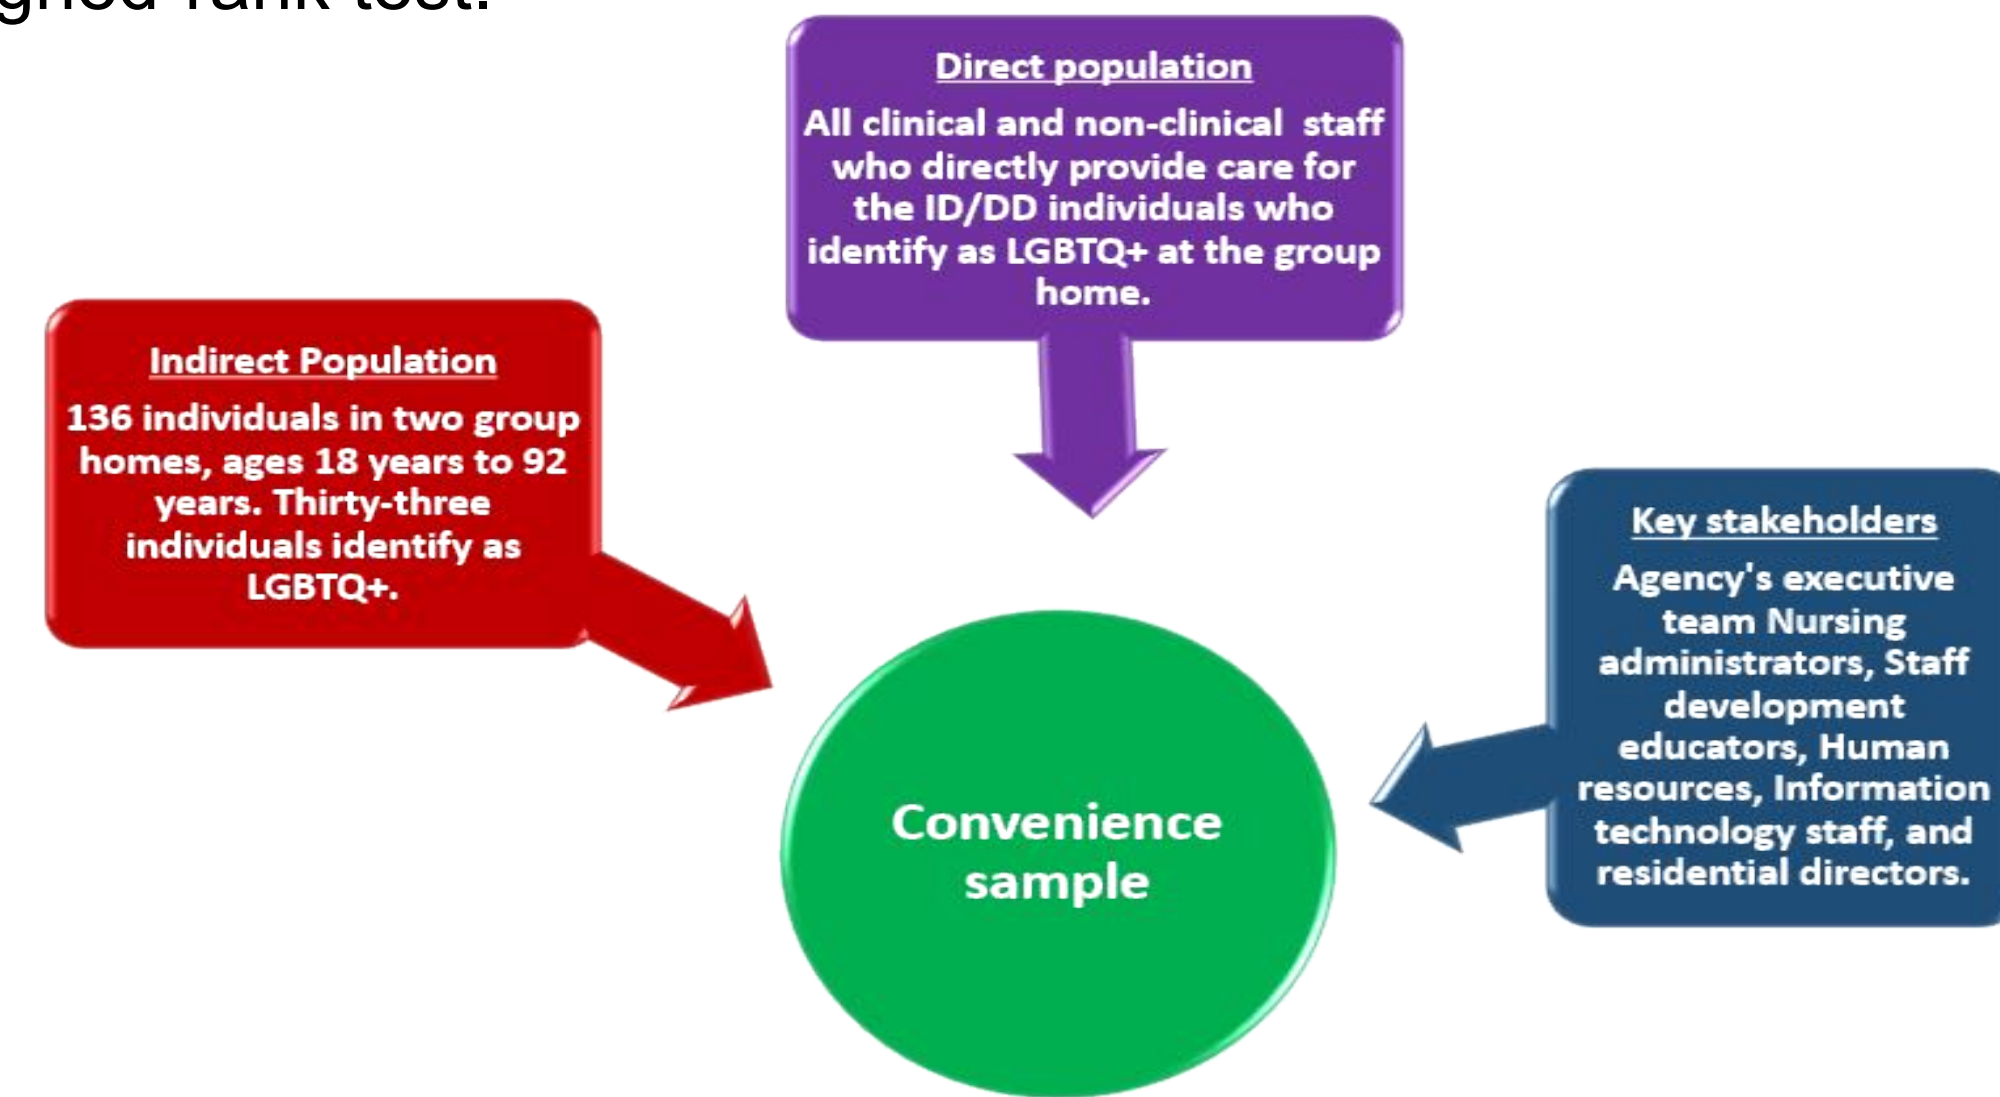 gned rank test.
Direct population
All clinical and non-clinical staff
who directly provide care for
the ID/DD individuals who
identify as LGBTQ+ at the group
home.
Indirect Population
136 individuals in two group
homes, ages 18 years to 92
years. Thirty-three
individuals identify as
LGBTQ+.
Key stakeholders
Agency's executive
team Nursing
administrators, Staff
development
educators, Human
resources, Information
technology staff, and
residential directors.
Convenience
sample